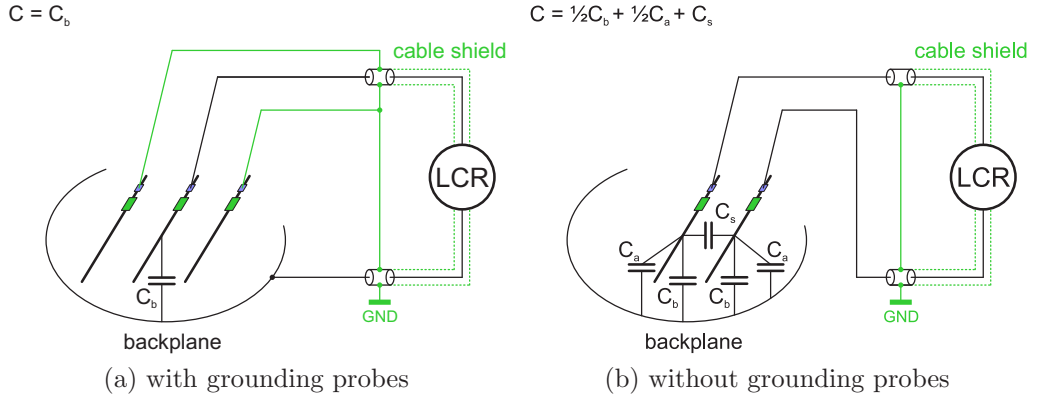 C = C_b
C = ½C_b + ½C_a + C_s
cable shield
cable shield
LCR
LCR
C_s
C_a
C_a
C_b
C_b
C_b
GND
GND
backplane
backplane
(a) with grounding probes
(b) without grounding probes